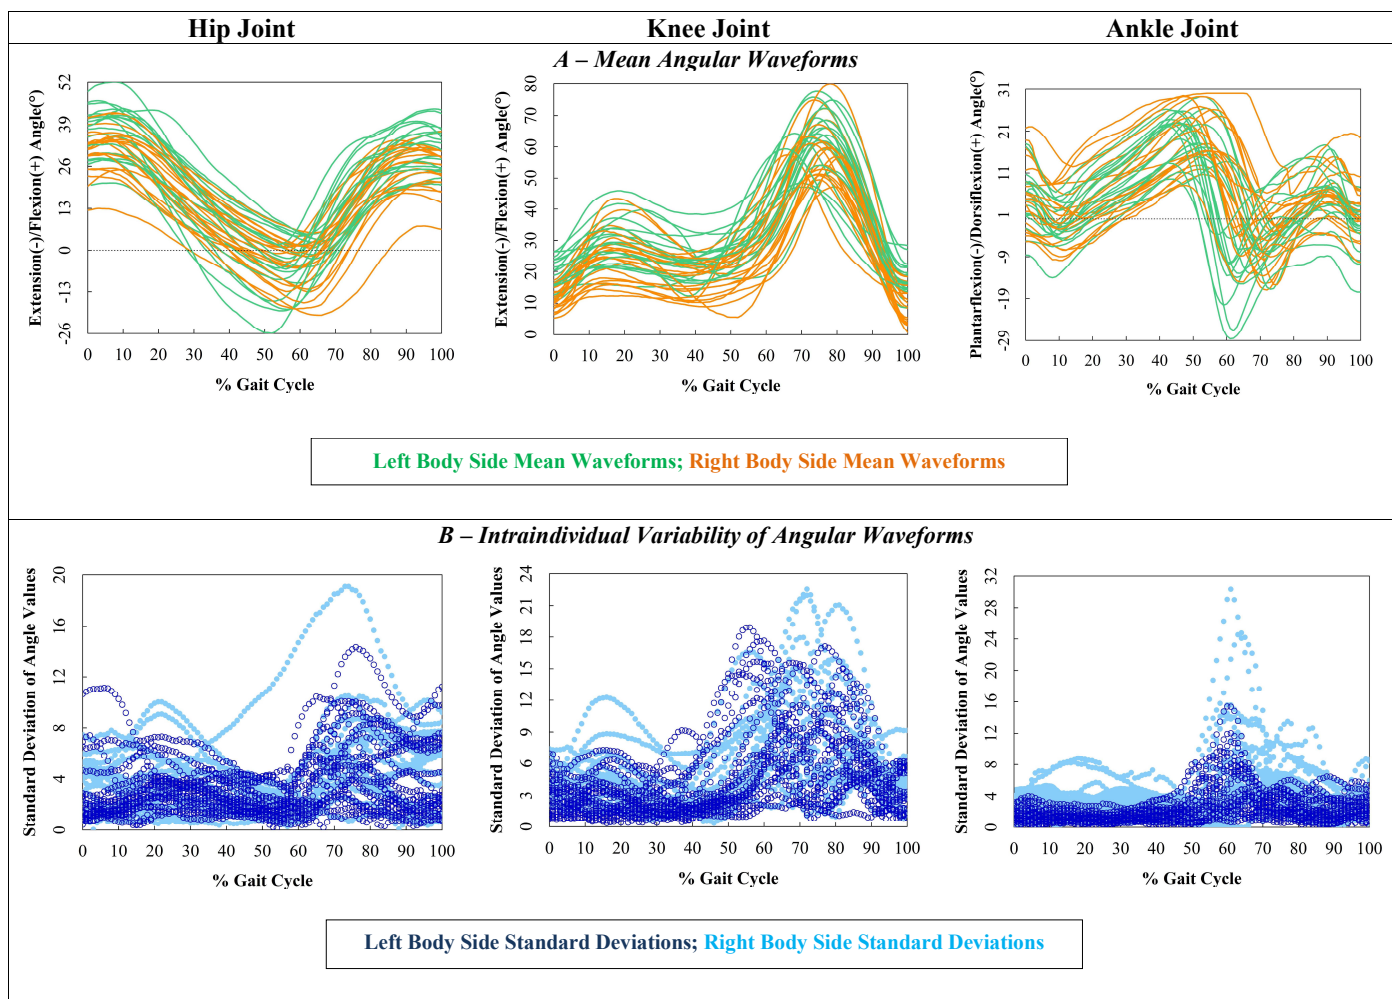 Hip Joint Knee Joint Ankle Joint
A – Mean Angular Waveforms
Extension(-)/Flexion(+) Angle(°)
52
39
26
13
0
-13
-26
0 10 20 30 40 50 60 70 80 90 100
% Gait Cycle
Extension(-)/Flexion(+) Angle(°)
80
70
60
50
40
30
20
10
0
0 10 20 30 40 50 60 70 80 90 100
% Gait Cycle
Plantarflexion(-)/Dorsiflexion(+) Angle(°)
31
21
11
1
-9
-19
-29
0 10 20 30 40 50 60 70 80 90 100
% Gait Cycle
Left Body Side Mean Waveforms; Right Body Side Mean Waveforms
B – Intraindividual Variability of Angular Waveforms
Standard Deviation of Angle Values
20
16
12
8
4
0
0 10 20 30 40 50 60 70 80 90 100
% Gait Cycle
Standard Deviation of Angle Values
24
21
18
15
12
9
6
3
0
0 10 20 30 40 50 60 70 80 90 100
% Gait Cycle
Standard Deviation of Angle Values
32
28
24
20
16
12
8
4
0
0 10 20 30 40 50 60 70 80 90 100
% Gait Cycle
Left Body Side Standard Deviations; Right Body Side Standard Deviations